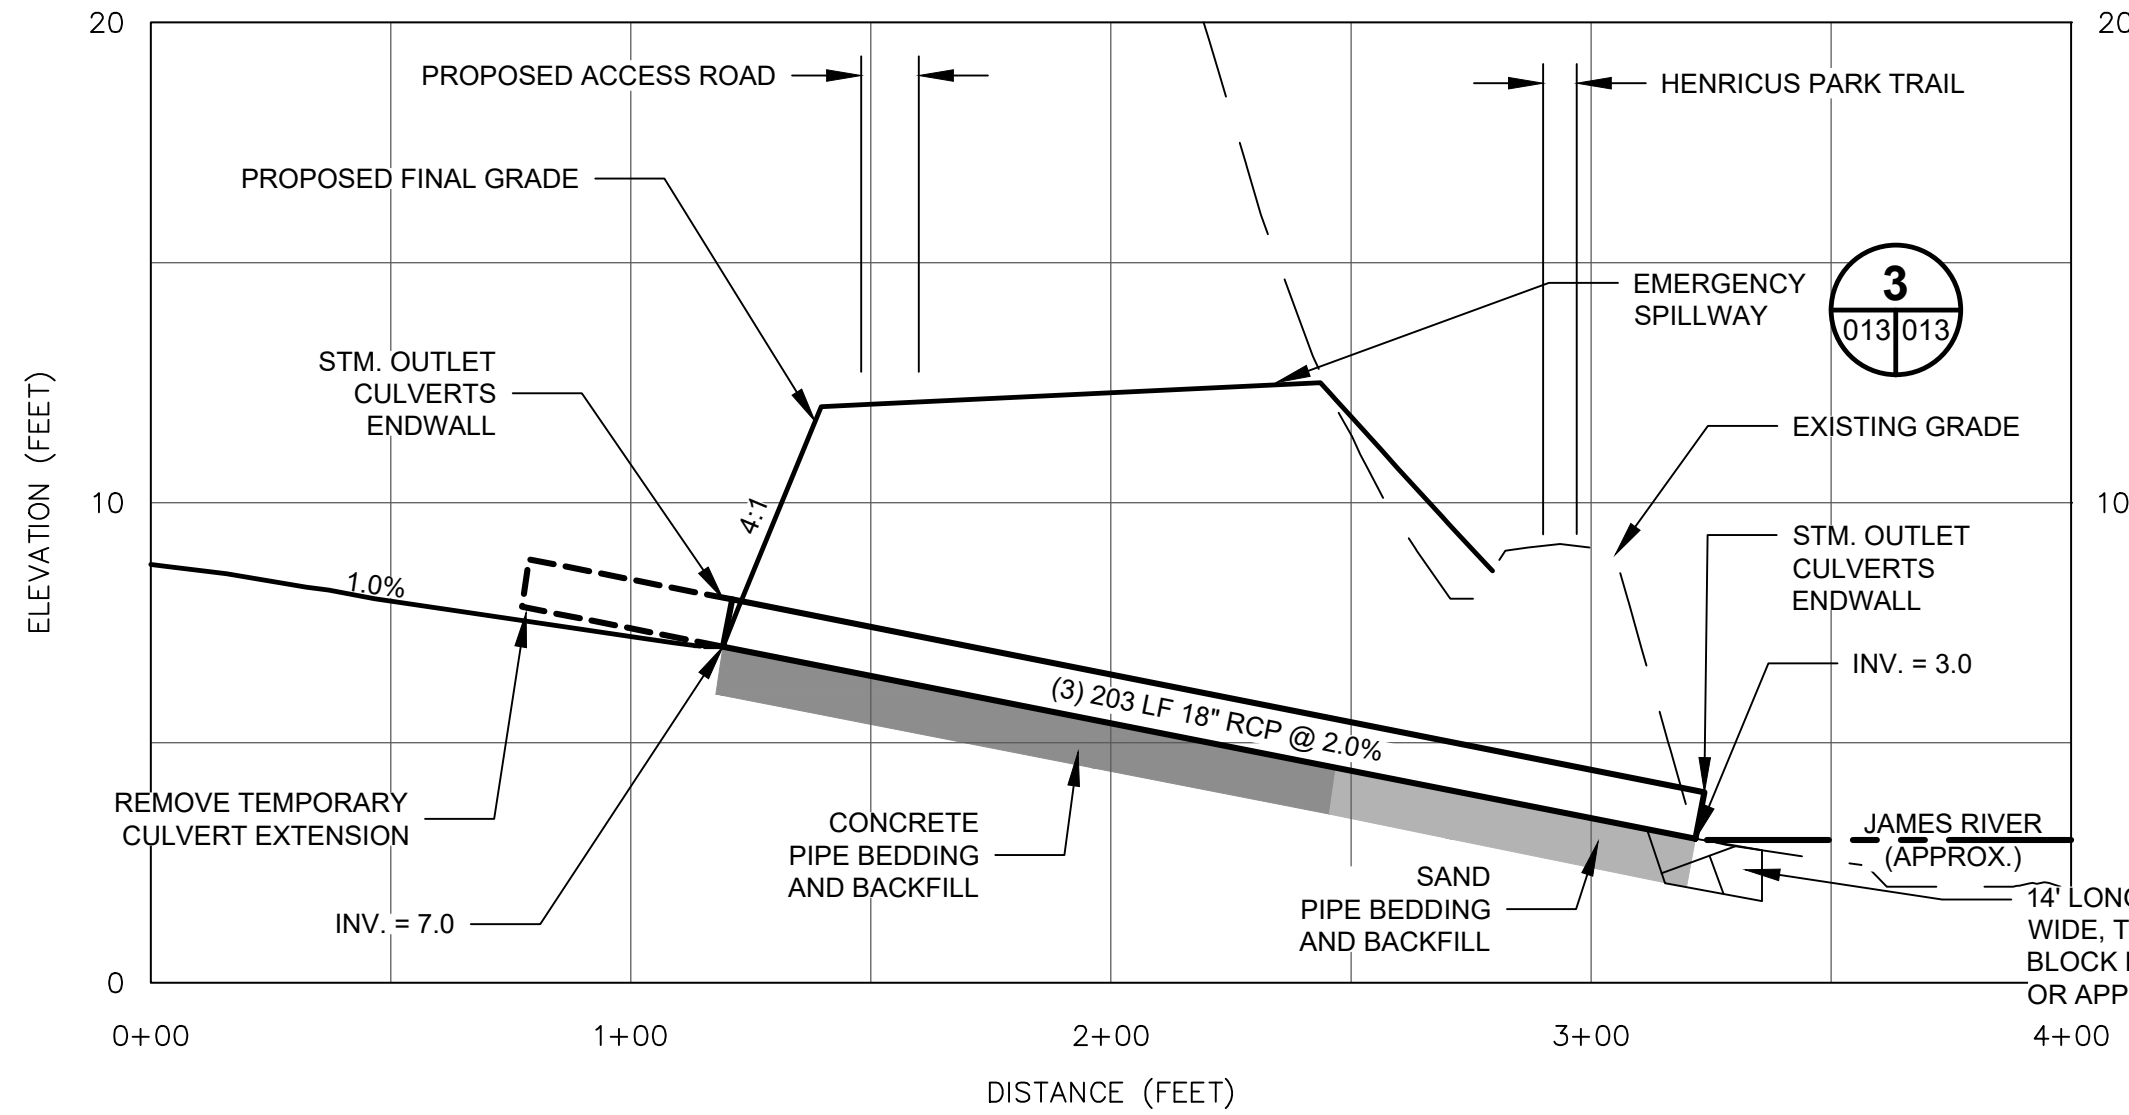 20
20
PROPOSED ACCESS ROAD
HENRICUS PARK TRAIL
PROPOSED FINAL GRADE
EMERGENCY
SPILLWAY
3
013 013
STM. OUTLET
CULVERTS
ENDWALL
EXISTING GRADE
ELEVATION (FEET)
10
10
4:1
STM. OUTLET
CULVERTS
ENDWALL
1.0%
INV. = 3.0
(3) 203 LF 18" RCP @ 2.0%
REMOVE TEMPORARY
CULVERT EXTENSION
CONCRETE
PIPE BEDDING
AND BACKFILL
JAMES RIVER
(APPROX.)
SAND
PIPE BEDDING
AND BACKFILL
INV. = 7.0
14' LONG
WIDE, T
BLOCK
OR APP
0
0+00
1+00
2+00
3+00
4+00
DISTANCE (FEET)